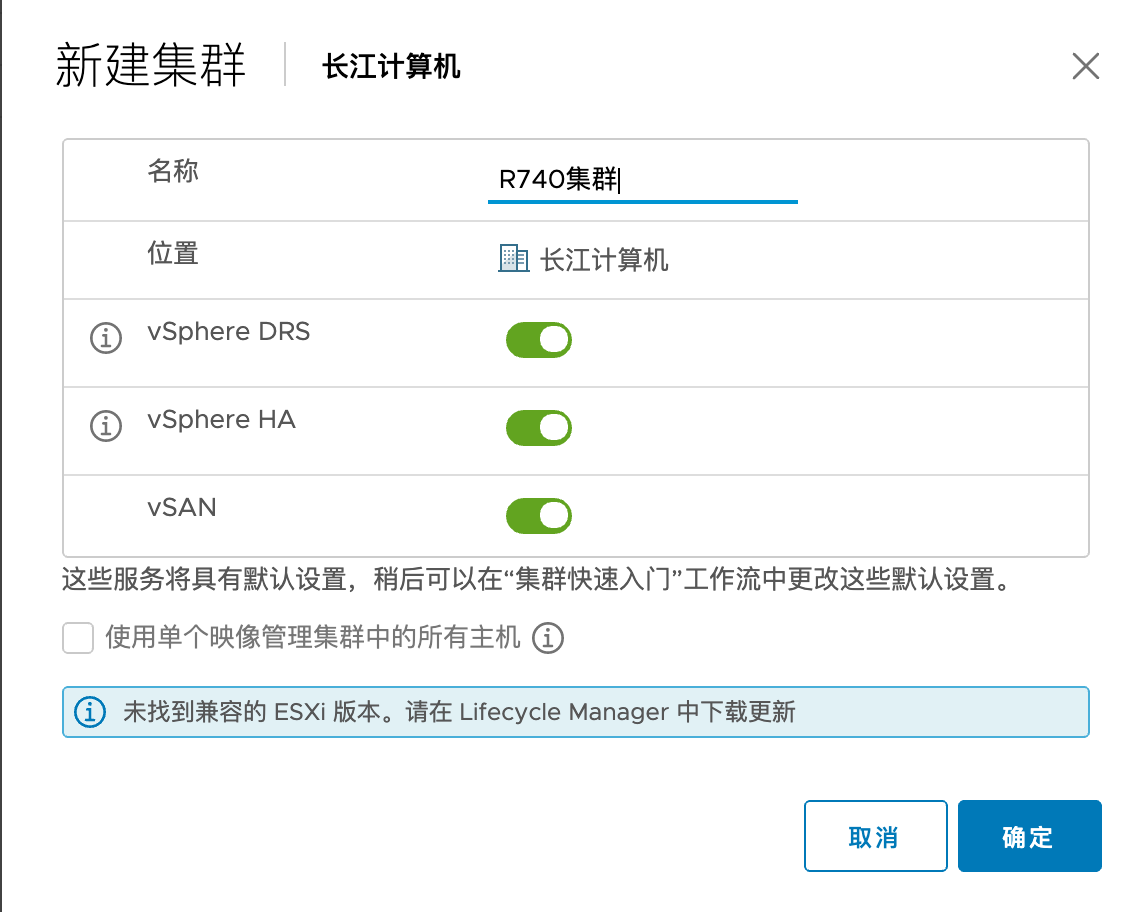 新建集群 长江计算机
名称 R740集群
位置 长江计算机
vSphere DRS
vSphere HA
vSAN
这些服务将具有默认设置，稍后可以在“集群快速入门”工作流中更改这些默认设置。
使用单个映像管理集群中的所有主机
未找到兼容的 ESXi 版本。请在 Lifecycle Manager 中下载更新
取消 确定